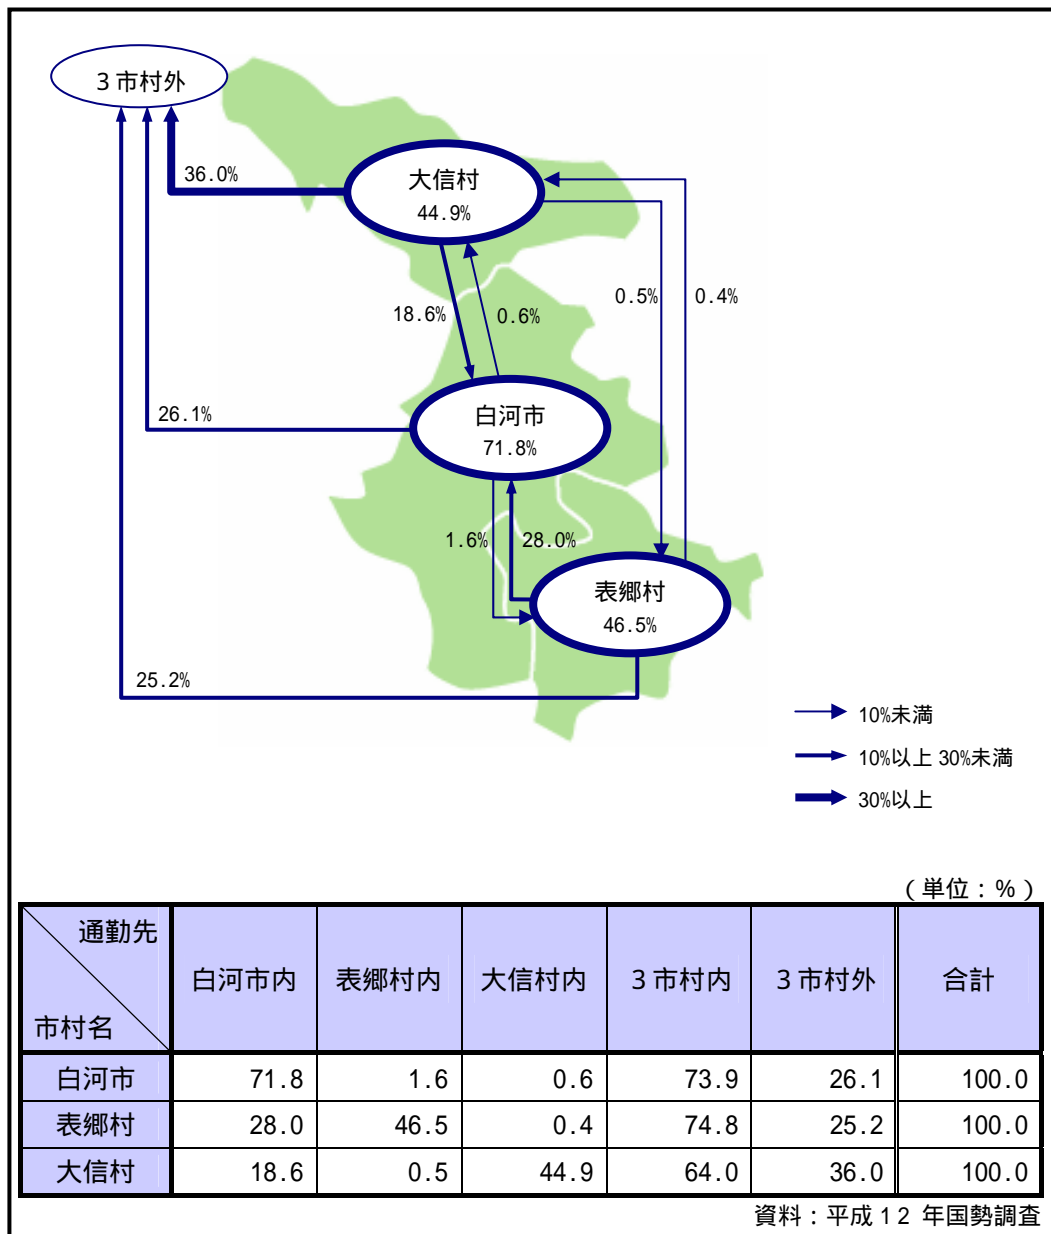 ３市村外
36.0%
大信村
44.9%
0.5%
0.4%
18.6%
0.6%
白河市
71.8%
26.1%
1.6%
28.0%
表郷村
46.5%
25.2%
10%未満
10%以上 30%未満
30%以上
（単位：％）
通勤先
市村名
白河市内 表郷村内 大信村内 ３市村内 ３市村外 合計
白河市 71.8 1.6 0.6 73.9 26.1 100.0
表郷村 28.0 46.5 0.4 74.8 25.2 100.0
大信村 18.6 0.5 44.9 64.0 36.0 100.0
資料：平成１２年国勢調査